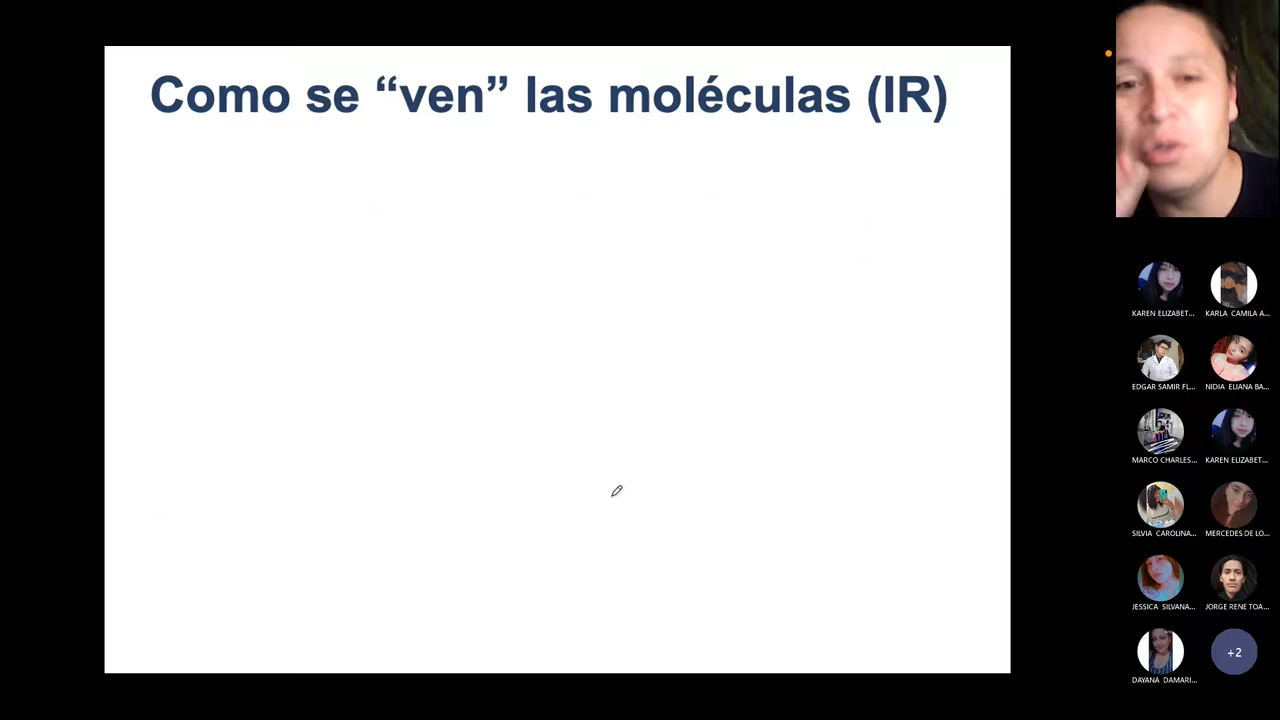 Como se “ven” las moléculas (IR)
KAREN ELIZABET...
KARLA CAMILA A...
EDGAR SAMIR FL...
NIDIA ELIANA BA...
MARCO CHARLES...
KAREN ELIZABET...
SILVIA CAROLINA...
MERCEDES DE LO...
JESSICA SILVANA...
JORGE RENE TOA...
DAYANA DAMARI...
+2